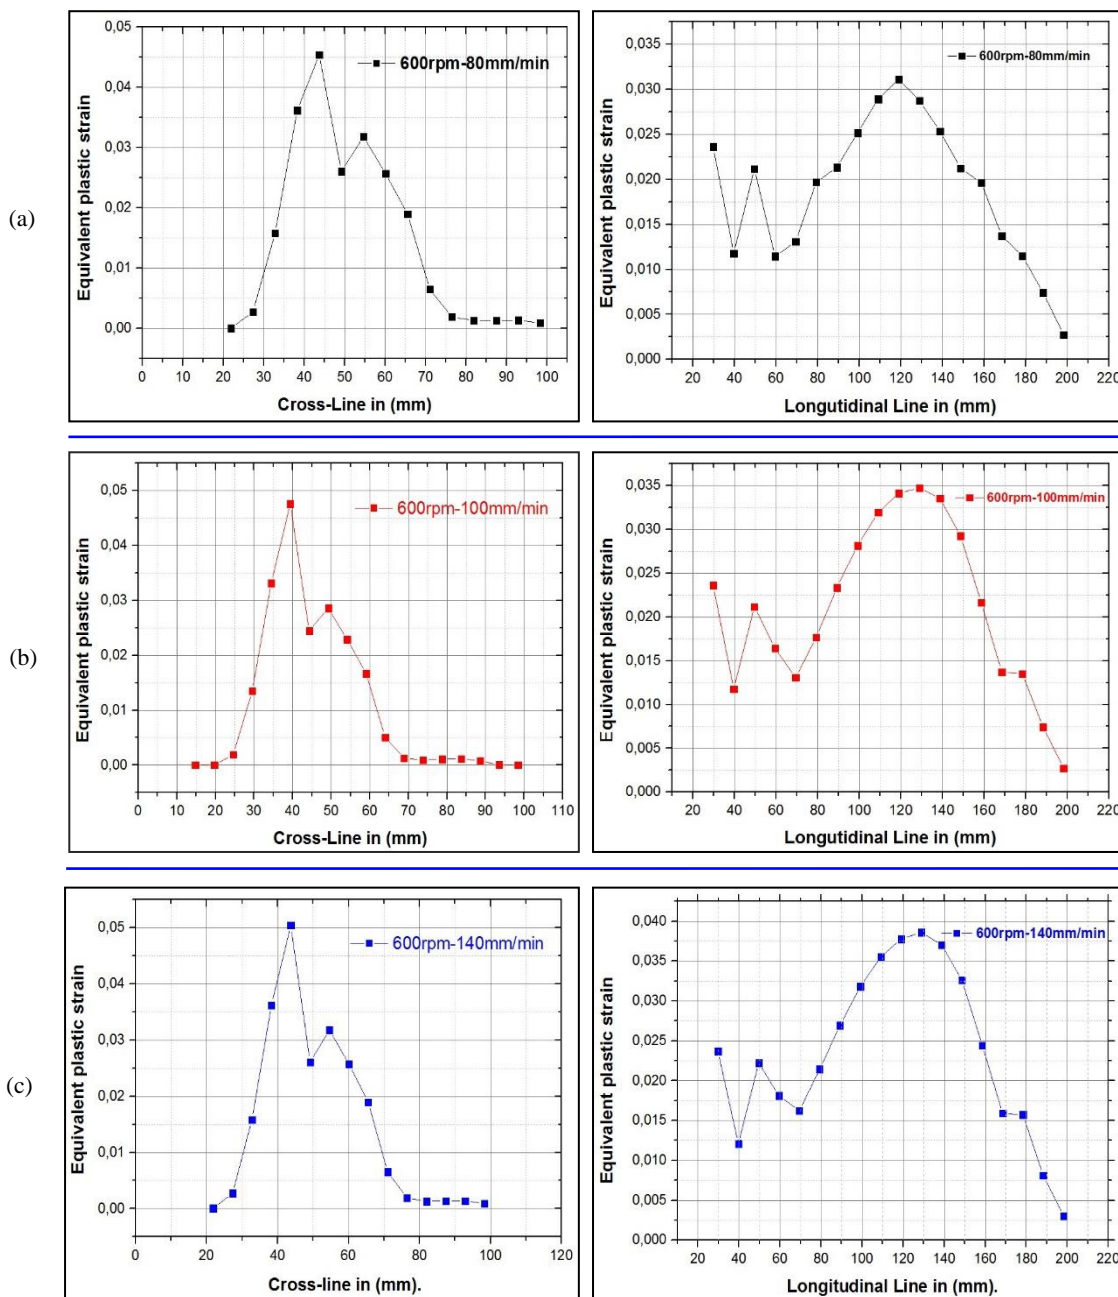 (a)
Equivalent plastic strain
0,05
0,04
0,03
0,02
0,01
0,00
600rpm-80mm/min
0 10 20 30 40 50 60 70 80 90 100
Cross-Line in (mm)
Equivalent plastic strain
0,035
0,030
0,025
0,020
0,015
0,010
0,005
0,000
600rpm-80mm/min
20 40 60 80 100 120 140 160 180 200 220
Longutidinal Line in (mm)
(b)
Equivalent plastic strain
0,05
0,04
0,03
0,02
0,01
0,00
600rpm-100mm/min
0 10 20 30 40 50 60 70 80 90 100 110
Cross-Line in (mm)
Equivalent plastic strain
0,035
0,030
0,025
0,020
0,015
0,010
0,005
0,000
600rpm-100mm/min
20 40 60 80 100 120 140 160 180 200 220
Longutidinal Line in (mm)
(c)
Equivalent plastic strain
0,05
0,04
0,03
0,02
0,01
0,00
600rpm-140mm/min
0 20 40 60 80 100 120
Cross-line in (mm).
Equivalent plastic strain
0,040
0,035
0,030
0,025
0,020
0,015
0,010
0,005
0,000
600rpm-140mm/min
20 40 60 80 100 120 140 160 180 200 220
Longitudinal Line in (mm).